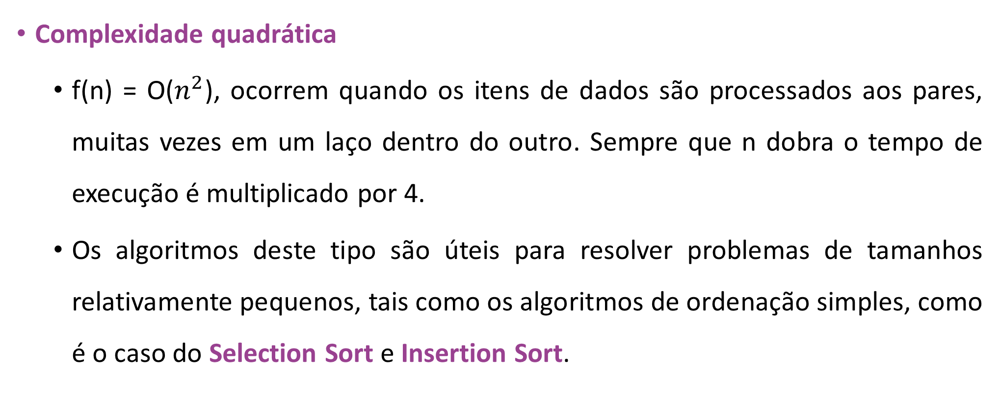 • Complexidade quadrática
• f(n) = O(n²), ocorrem quando os itens de dados são processados aos pares,
muitas vezes em um laço dentro do outro. Sempre que n dobra o tempo de
execução é multiplicado por 4.
• Os algoritmos deste tipo são úteis para resolver problemas de tamanhos
relativamente pequenos, tais como os algoritmos de ordenação simples, como
é o caso do Selection Sort e Insertion Sort.